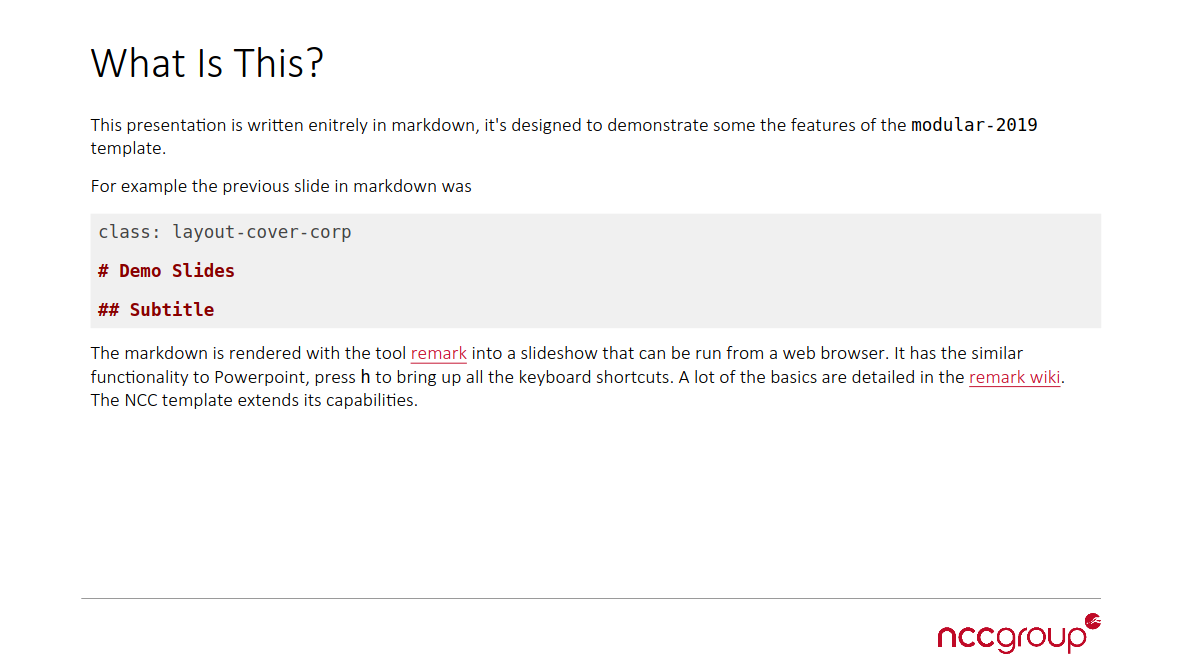 What Is This?
This presentation is written enitrely in markdown, it's designed to demonstrate some the features of the modular-2019
template.
For example the previous slide in markdown was
class: layout-cover-corp
# Demo Slides
## Subtitle
The markdown is rendered with the tool remark into a slideshow that can be run from a web browser. It has the similar
functionality to Powerpoint, press h to bring up all the keyboard shortcuts. A lot of the basics are detailed in the remark wiki.
The NCC template extends its capabilities.
nccgroup